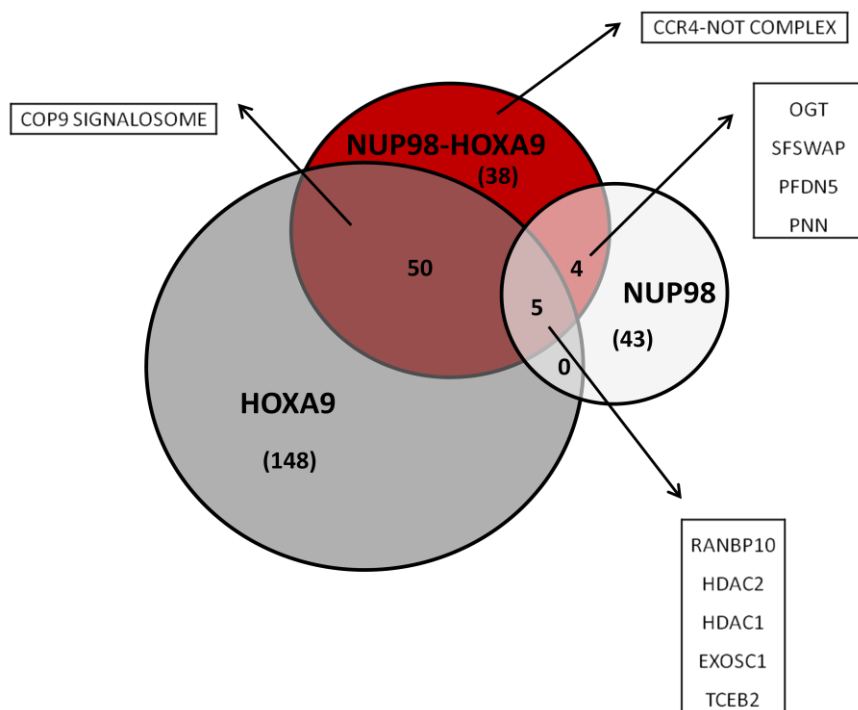 CCR4-NOT COMPLEX
COP9 SIGNALOSOME
OGT
SFSWAP
PFDN5
PNN
NUP98-HOXA9
(38)
50
4
5
NUP98
(43)
0
HOXA9
(148)
RANBP10
HDAC2
HDAC1
EXOSC1
TCEB2